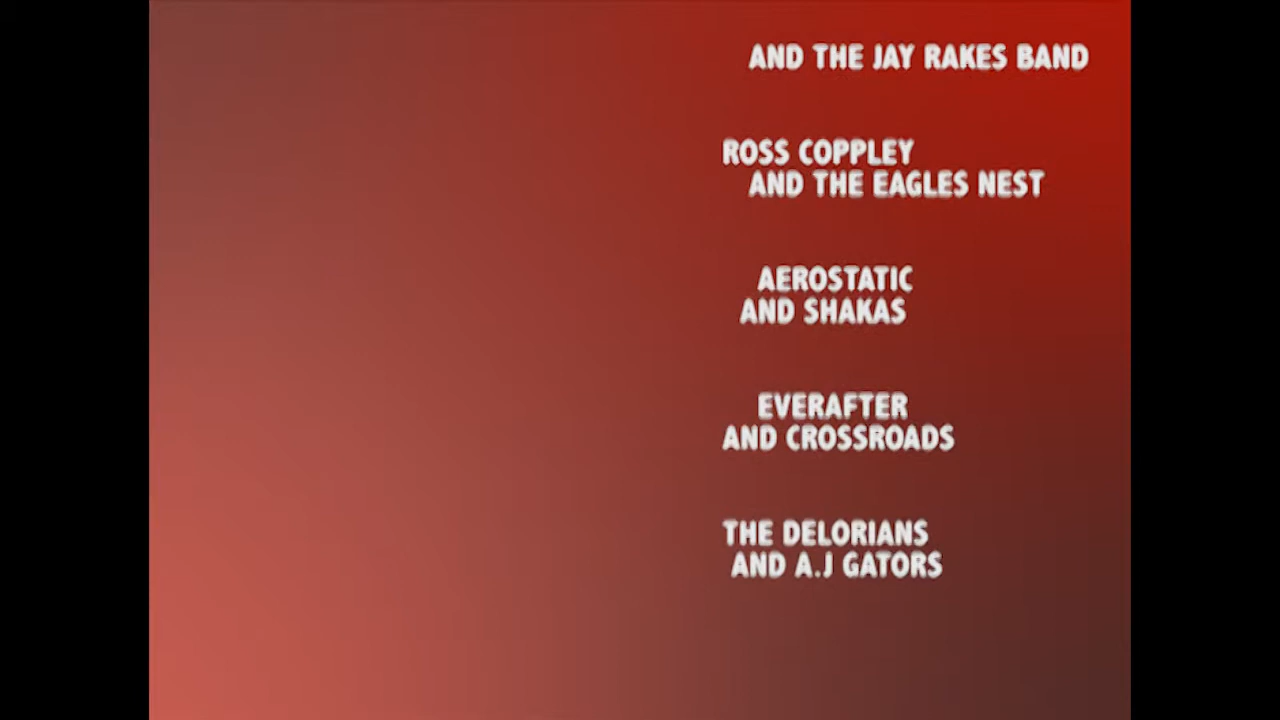 AND THE JAY RAKES BAND
ROSS COPPLEY
AND THE EAGLES NEST
AEROSTATIC
AND SHAKAS
EVERAFTER
AND CROSSROADS
THE DELORIANS
AND A.J GATORS